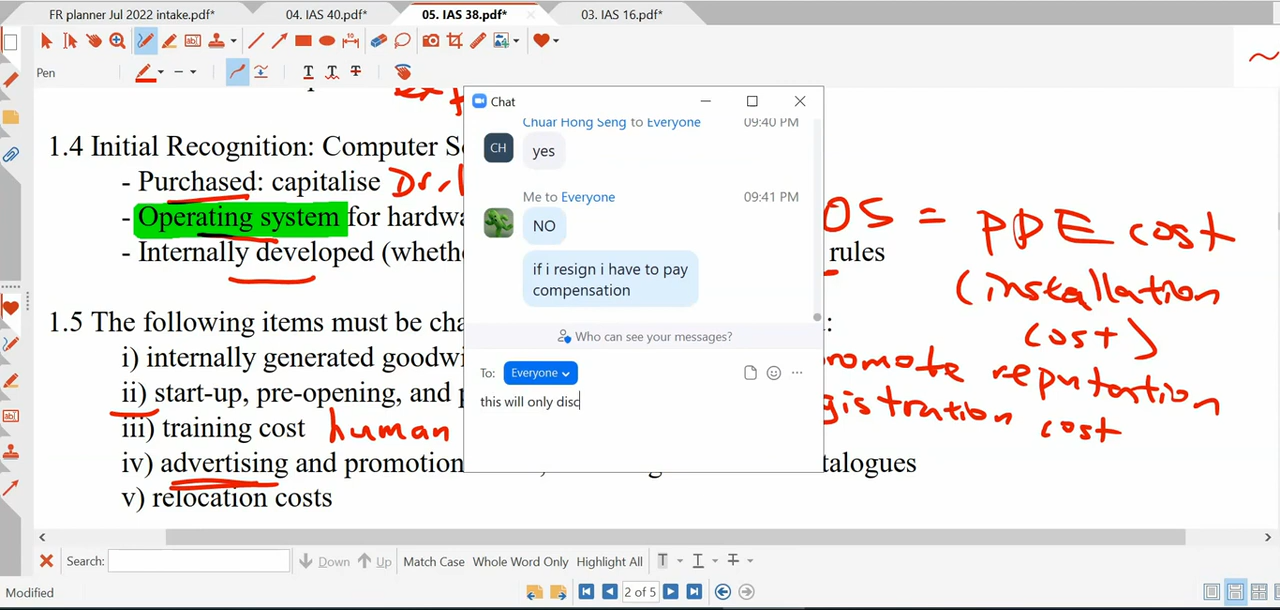 FR planner Jul 2022 intake.pdf* 04. IAS 40.pdf* 05. IAS 38.pdf* 03. IAS 16.pdf*
Pen
1.4 Initial Recognition: Computer S
- Purchased: capitalise Dr.
- Operating system for hardwa OS = PPE cost
- Internally developed (wheth rules
(installation
cost)
1.5 The following items must be cha :
i) internally generated goodwi romote reputation
ii) start-up, pre-opening, and p gistration cost
iii) training cost human
iv) advertising and promotion talogues
v) relocation costs
Chat
Chuar Hong Seng to Everyone 09:40 PM
CH yes
Me to Everyone 09:41 PM
NO
if i resign i have to pay
compensation
Who can see your messages?
To: Everyone
this will only disc
Search: Down Up Match Case Whole Word Only Highlight All T T T
Modified 2 of 5